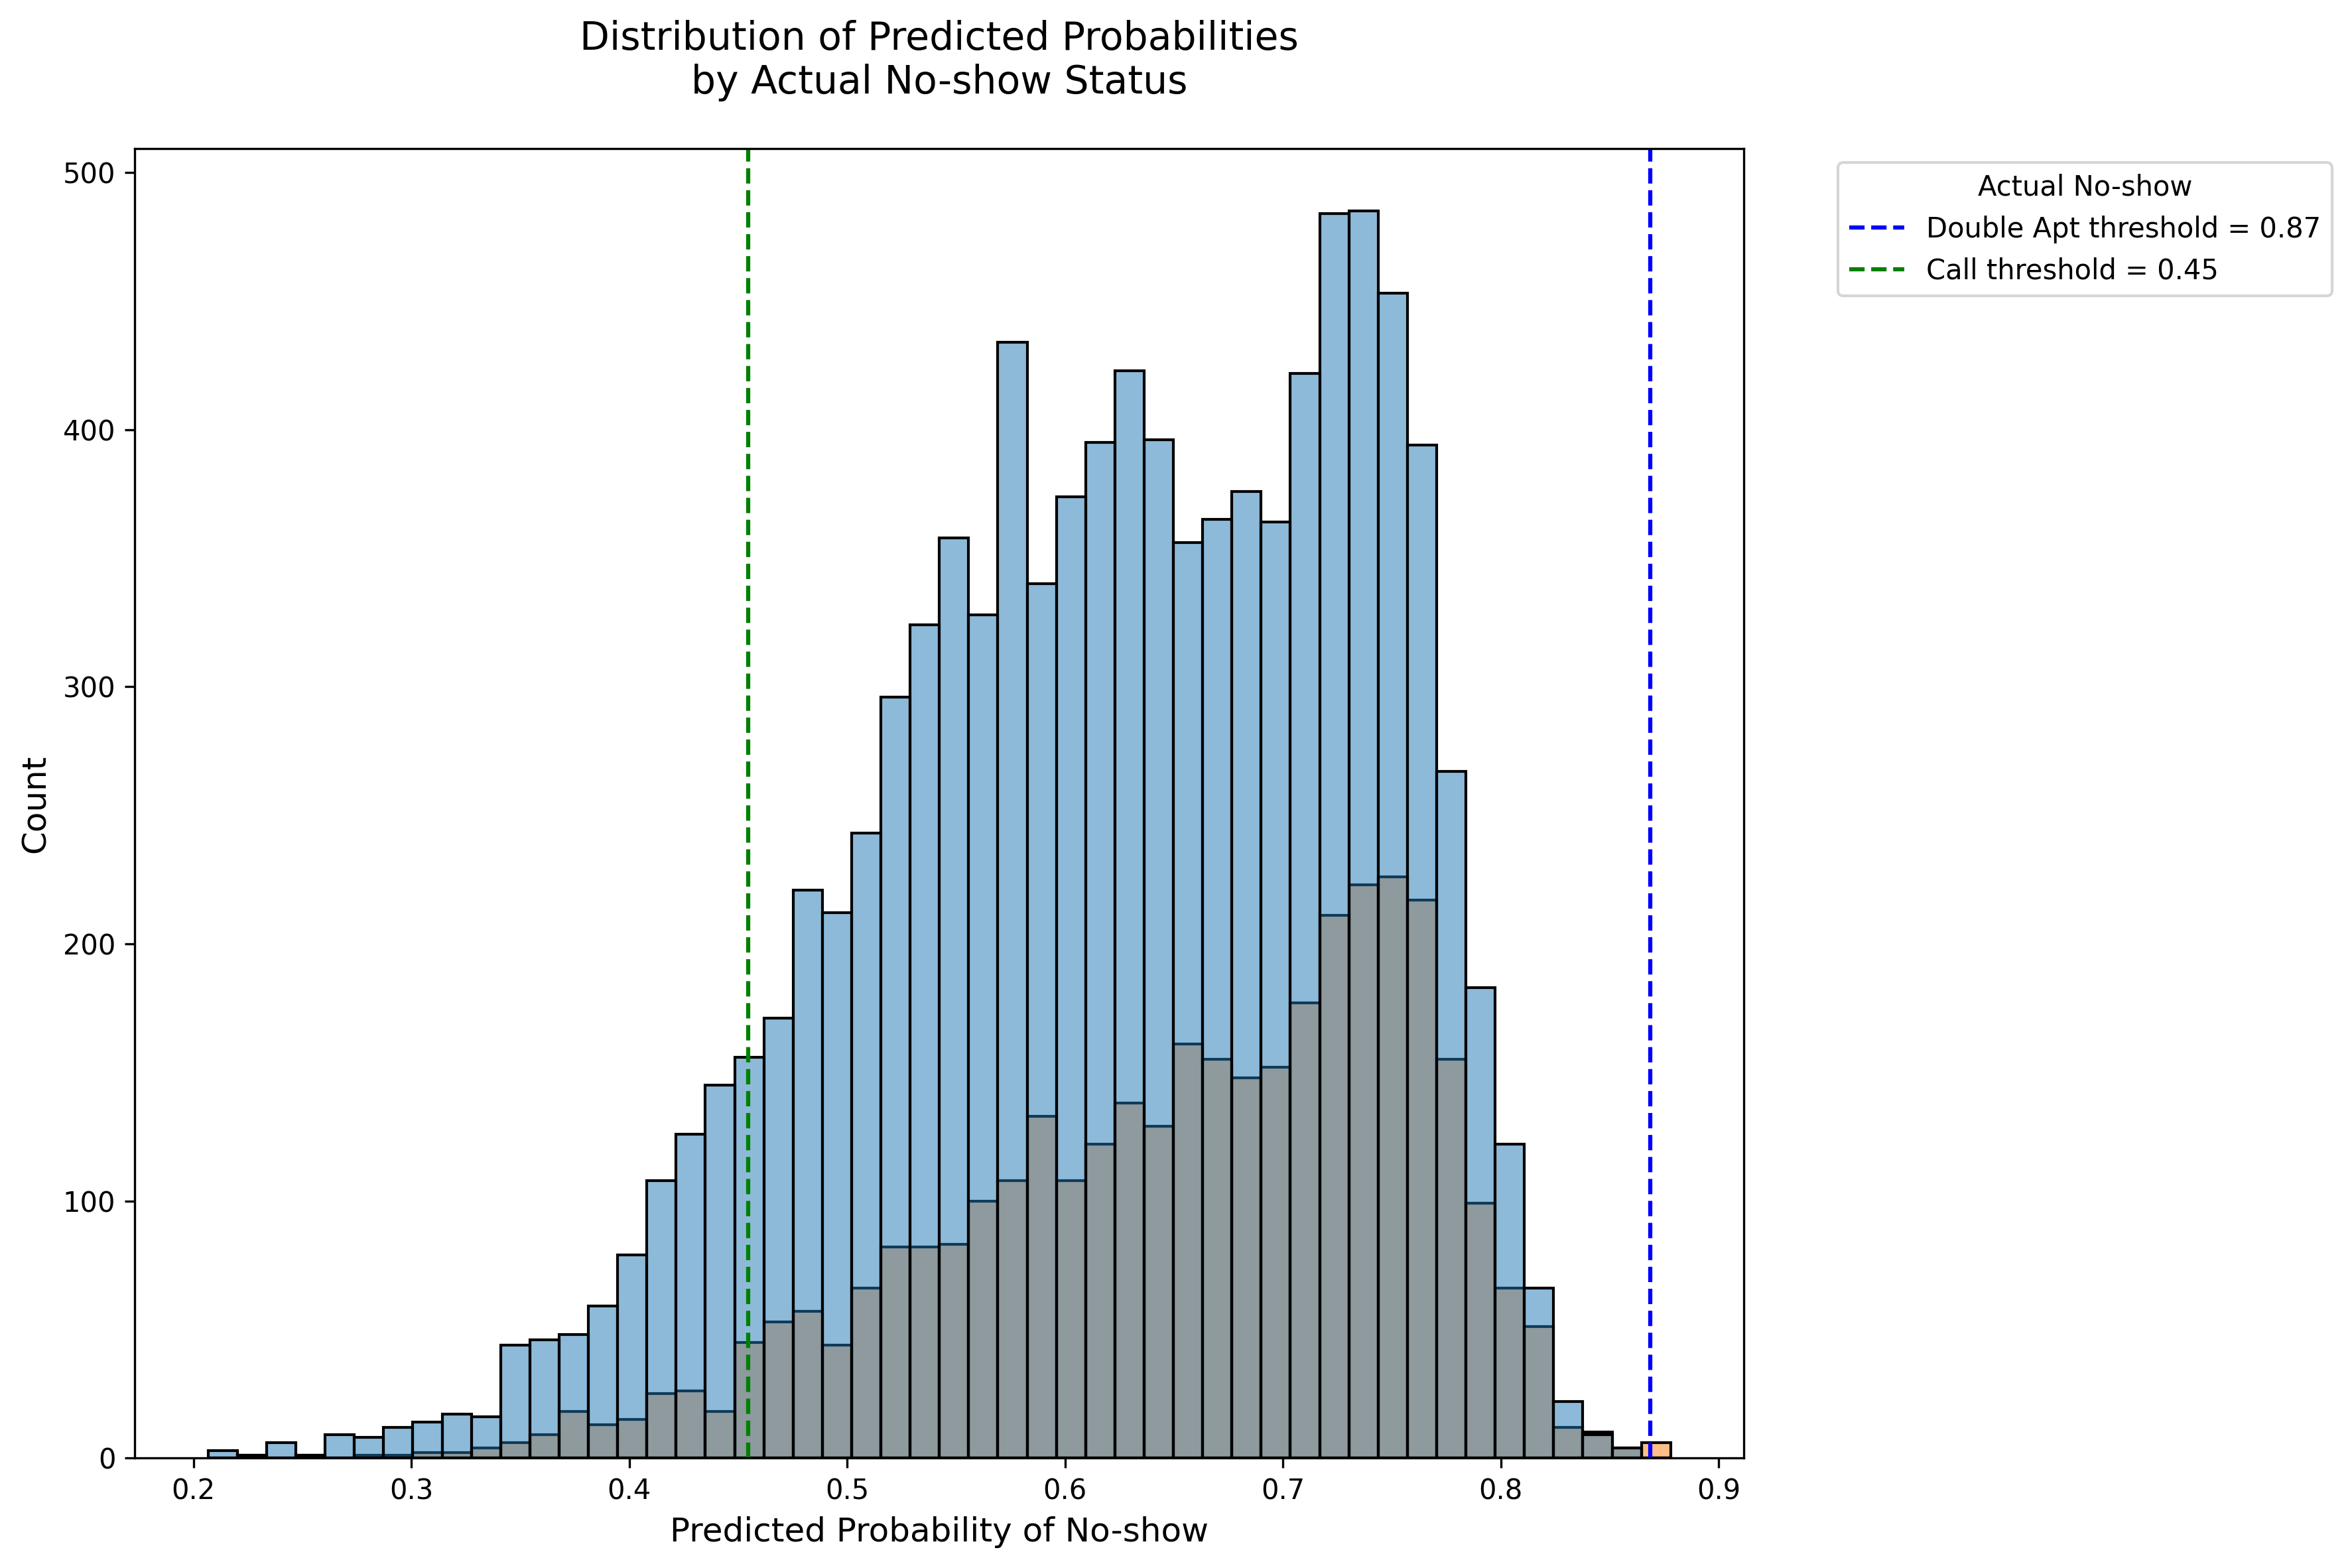 Distribution of Predicted Probabilities
by Actual No-show Status
Actual No-show
Double Apt threshold = 0.87
Call threshold = 0.45
500
400
300
200
100
0
Count
0.2
0.3
0.4
0.5
0.6
0.7
0.8
0.9
Predicted Probability of No-show